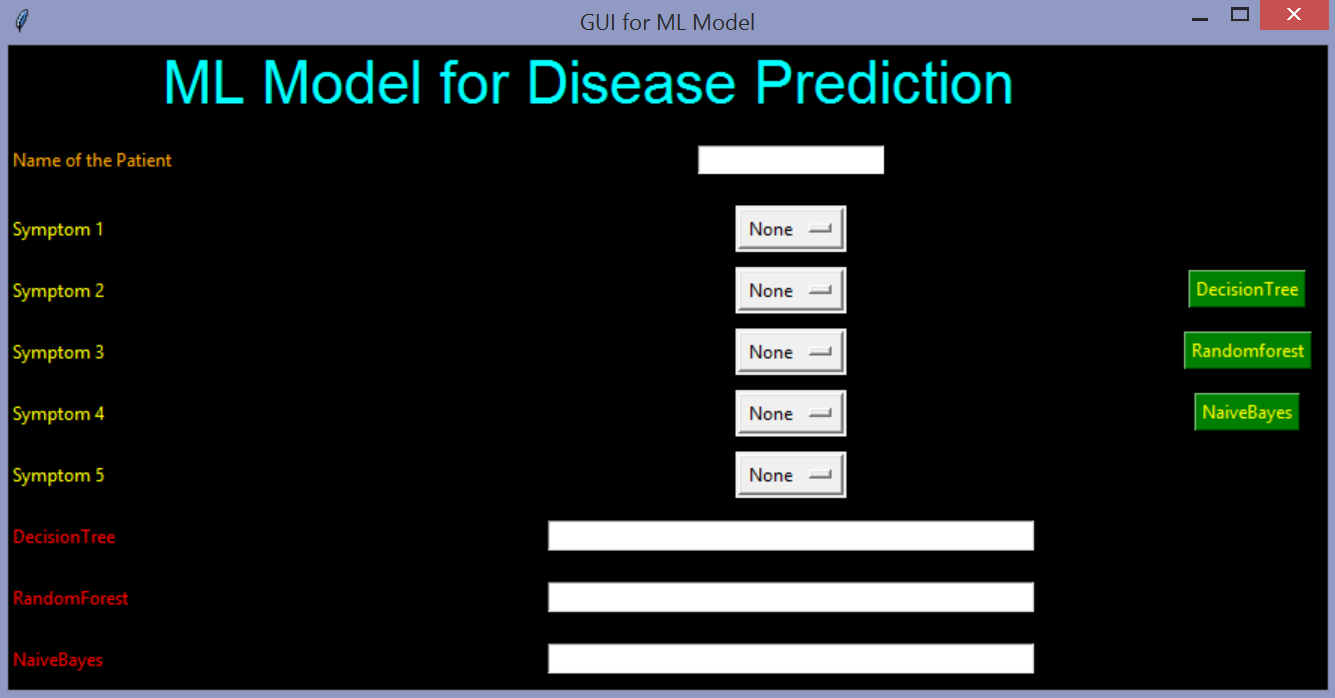 GUI for ML Model
ML Model for Disease Prediction
Name of the Patient
Symptom 1 None
Symptom 2 None DecisionTree
Symptom 3 None Randomforest
Symptom 4 None NaiveBayes
Symptom 5 None
DecisionTree
RandomForest
NaiveBayes